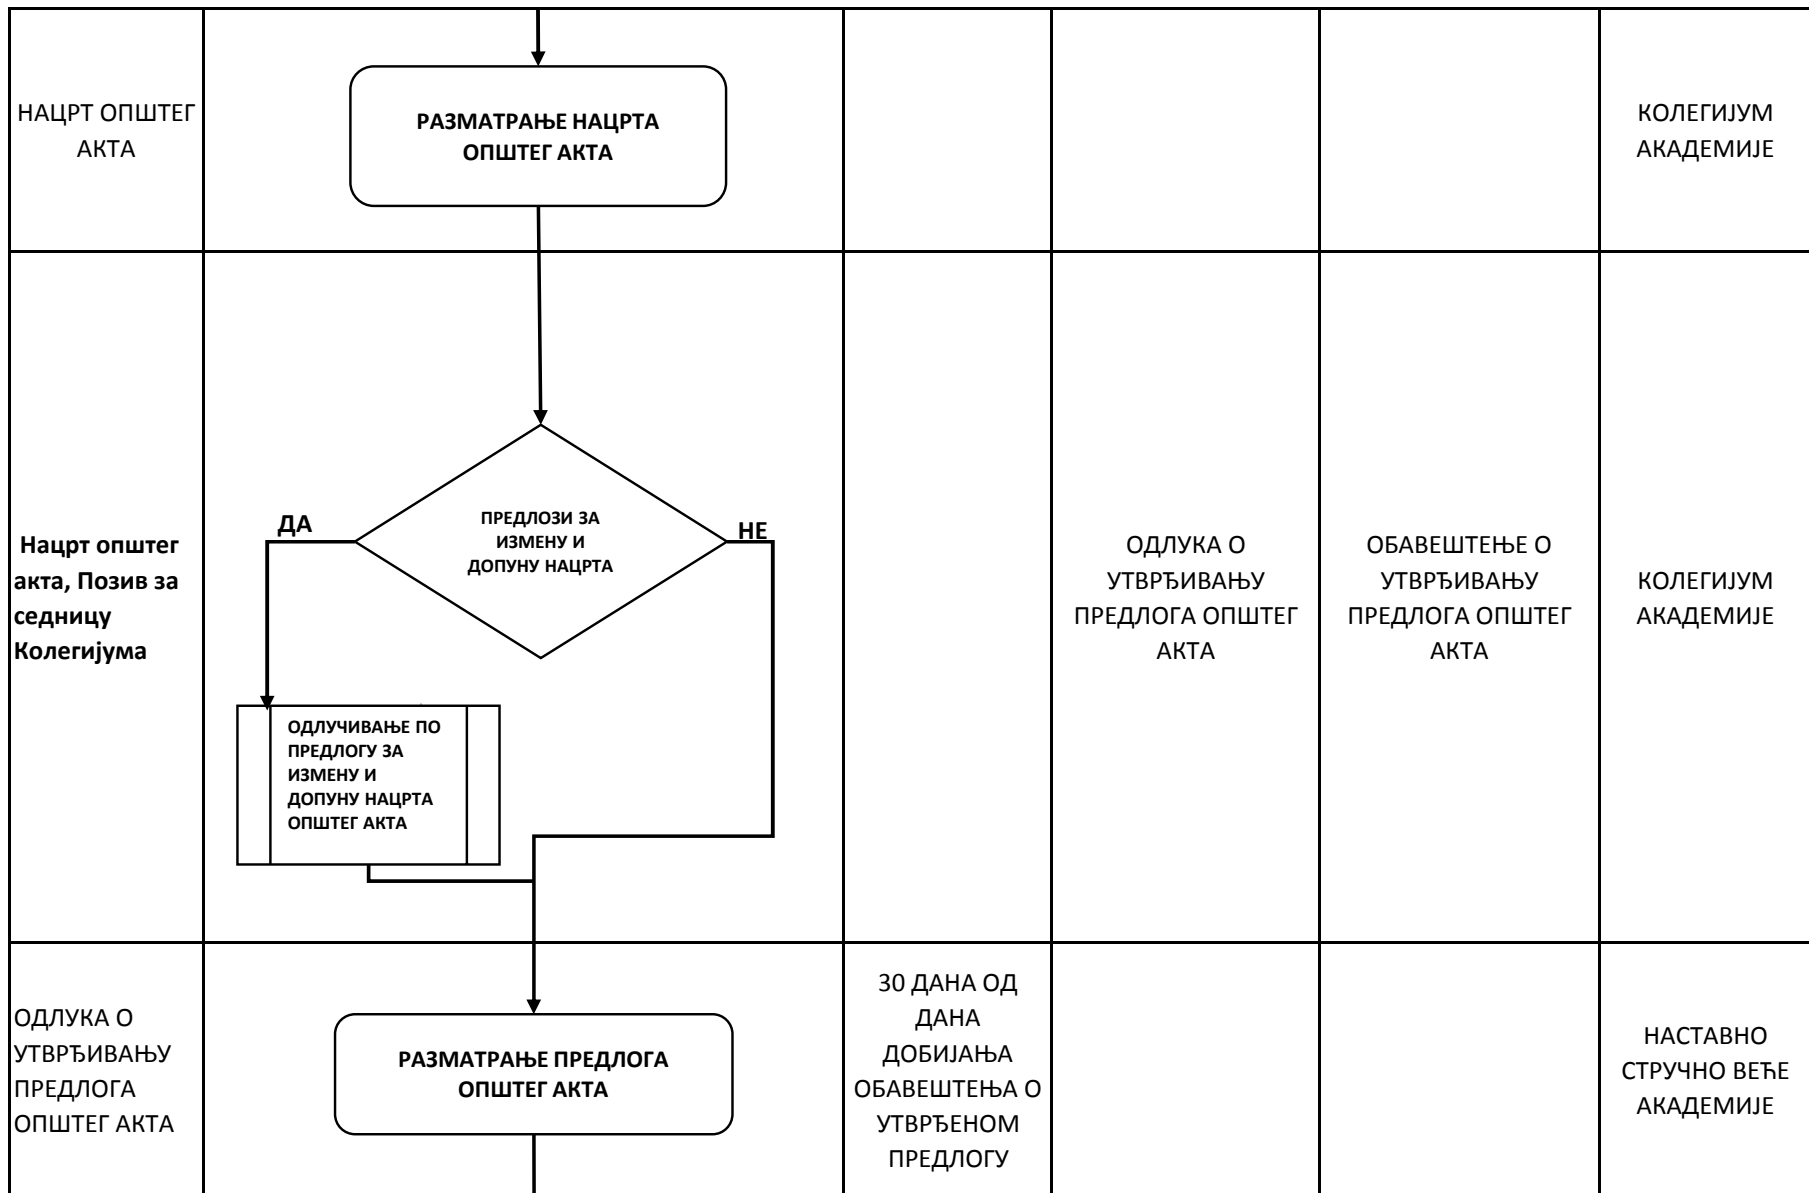 НАЦРТ ОПШТЕГ
АКТА
РАЗМАТРАЊЕ НАЦРТА
ОПШТЕГ АКТА
КОЛЕГИЈУМ
АКАДЕМИЈЕ
Нацрт општег
акта, Позив за
седницу
Колегијума
ДА
ПРЕДЛОЗИ ЗА
ИЗМЕНУ И
ДОПУНУ НАЦРТА
НЕ
ОДЛУЧИВАЊЕ ПО
ПРЕДЛОГУ ЗА
ИЗМЕНУ И
ДОПУНУ НАЦРТА
ОПШТЕГ АКТА
ОДЛУКА О
УТВРЂИВАЊУ
ПРЕДЛОГА ОПШТЕГ
АКТА
ОБАВЕШТЕЊЕ О
УТВРЂИВАЊУ
ПРЕДЛОГА ОПШТЕГ
АКТА
КОЛЕГИЈУМ
АКАДЕМИЈЕ
ОДЛУКА О
УТВРЂИВАЊУ
ПРЕДЛОГА
ОПШТЕГ АКТА
РАЗМАТРАЊЕ ПРЕДЛОГА
ОПШТЕГ АКТА
30 ДАНА ОД
ДАНА
ДОБИЈАЊА
ОБАВЕШТЕЊА О
УТВРЂЕНОМ
ПРЕДЛОГУ
НАСТАВНО
СТРУЧНО ВЕЋЕ
АКАДЕМИЈЕ